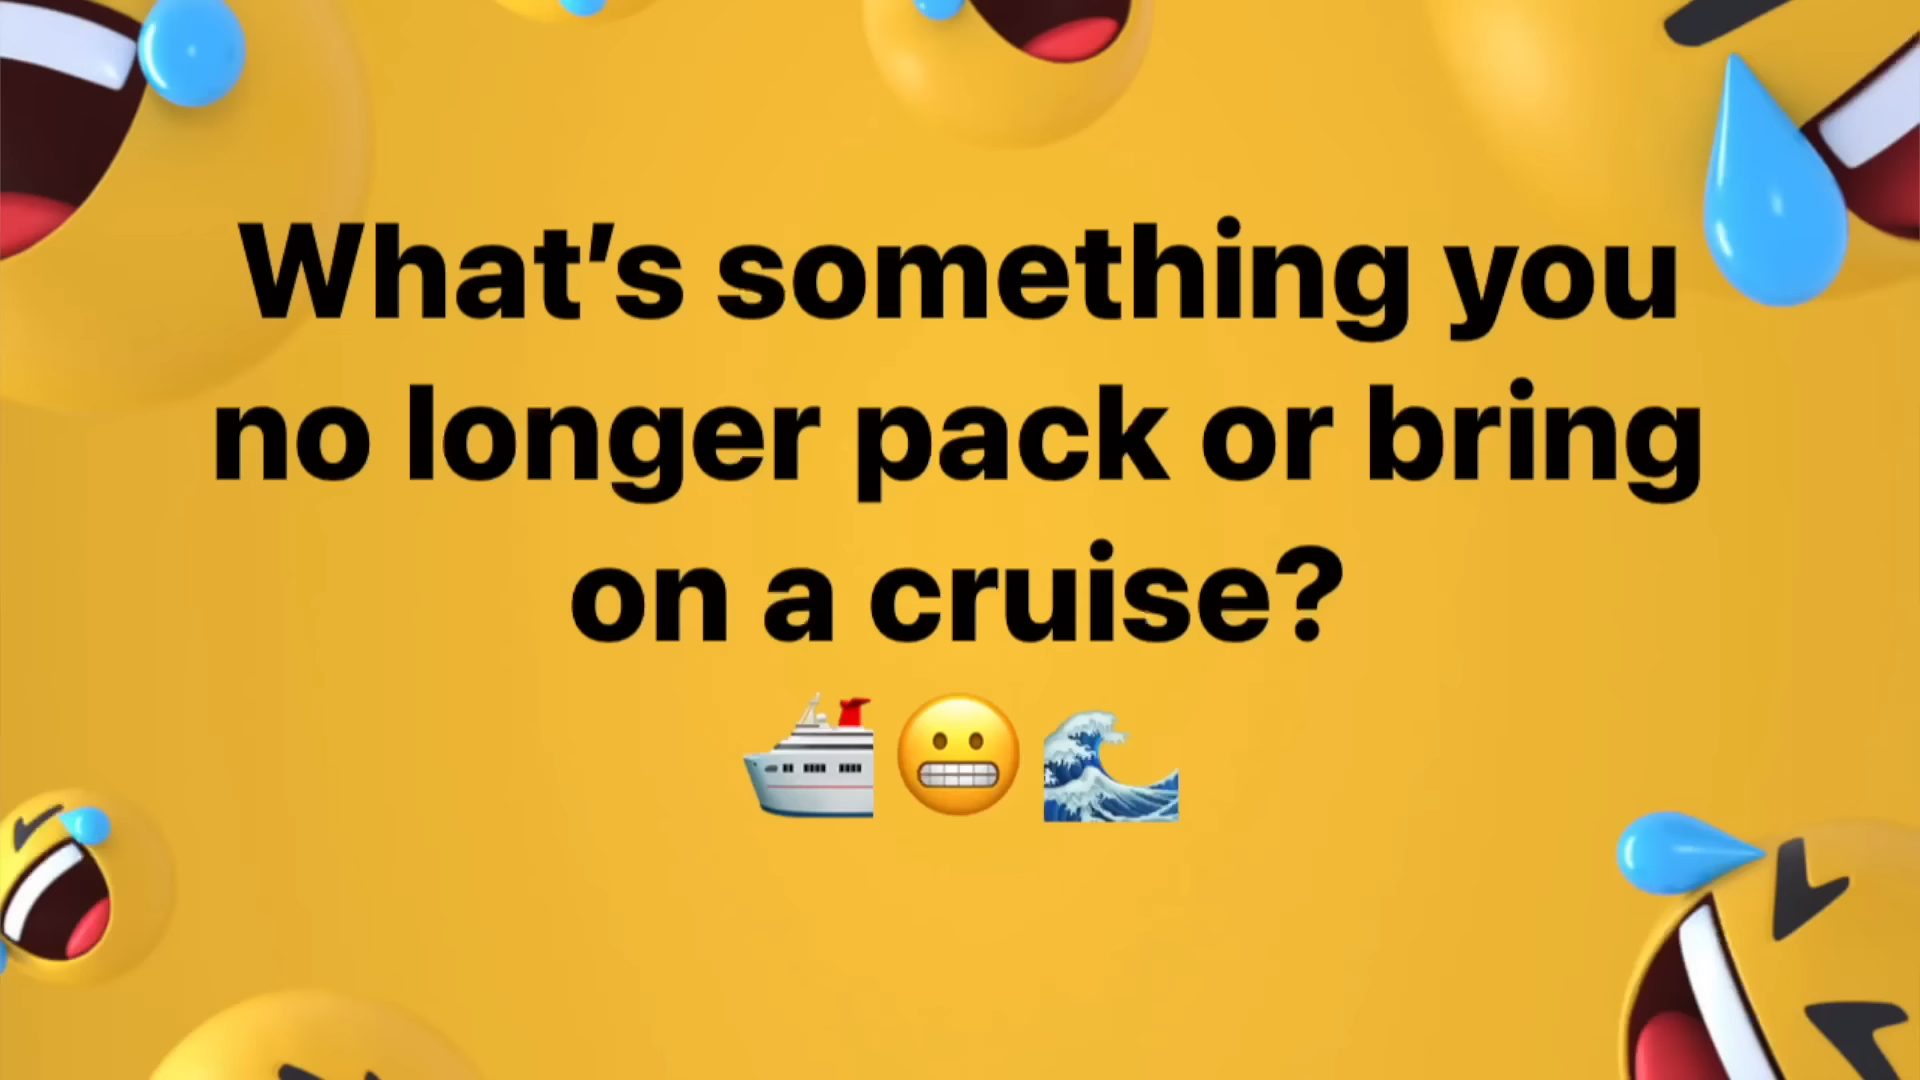 What's something you
no longer pack or bring
on a cruise?
🛳️😬🌊